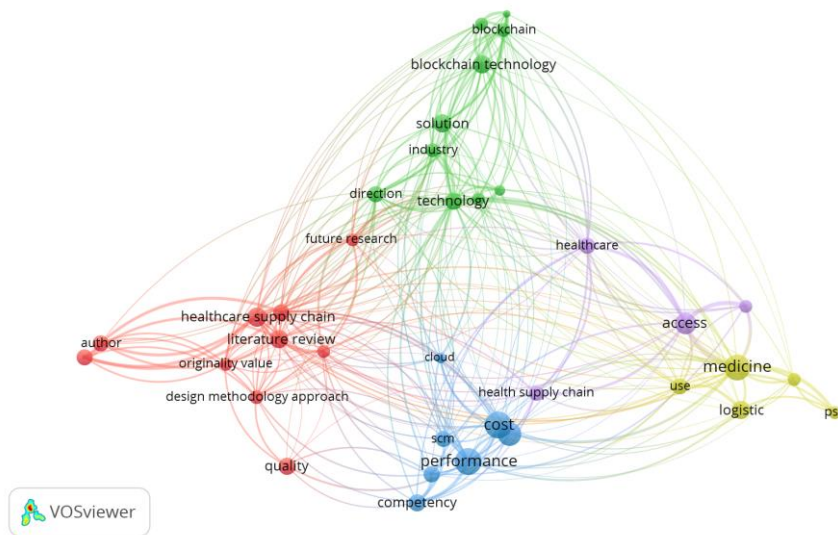 blockchain
blockchain technology
solution
industry
direction
technology
future research
healthcare
healthcare supply chain
access
author
literature review
cloud
originality value
medicine
design methodology approach
health supply chain
use
logistic
ps
cost
scm
performance
quality
competency
VOSviewer